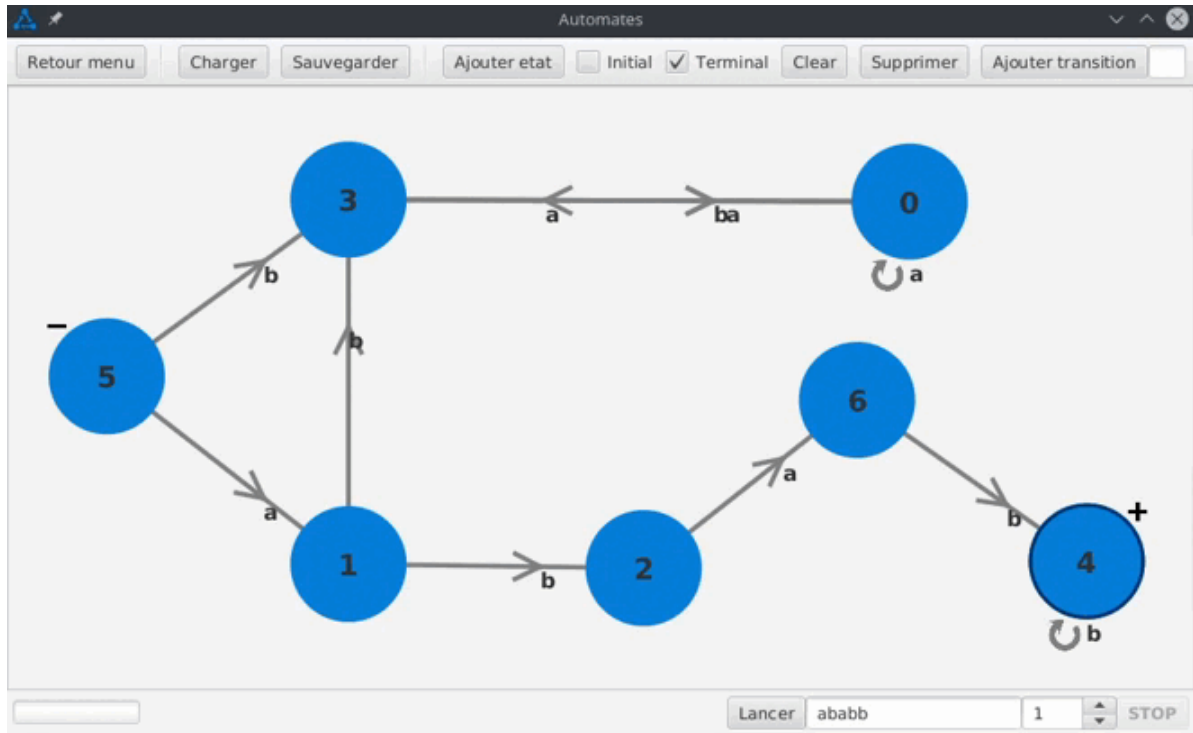 Automates
Retour menu Charger Sauvegarder Ajouter etat Initial Terminal Clear Supprimer Ajouter transition
3 a ba 0
b a
b
− 5
6
a
a 1 b 2
b + 4
b
Lancer ababb 1 STOP